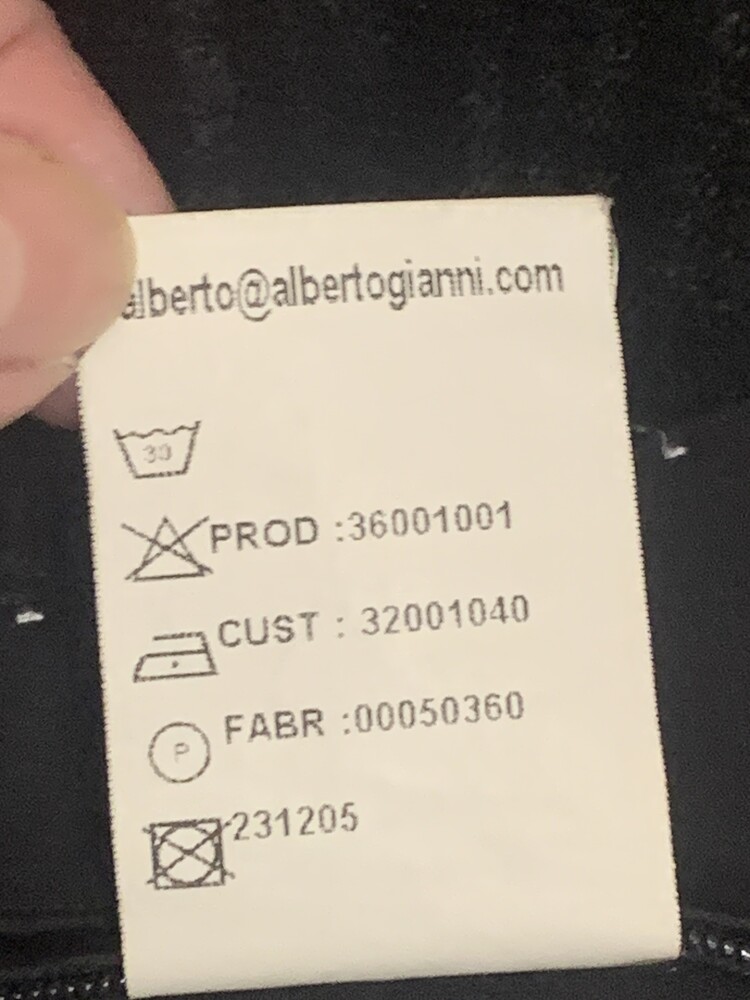 alberto@albertogianni.com
30
PROD :36001001
CUST : 32001040
FABR :00050360
P
231205